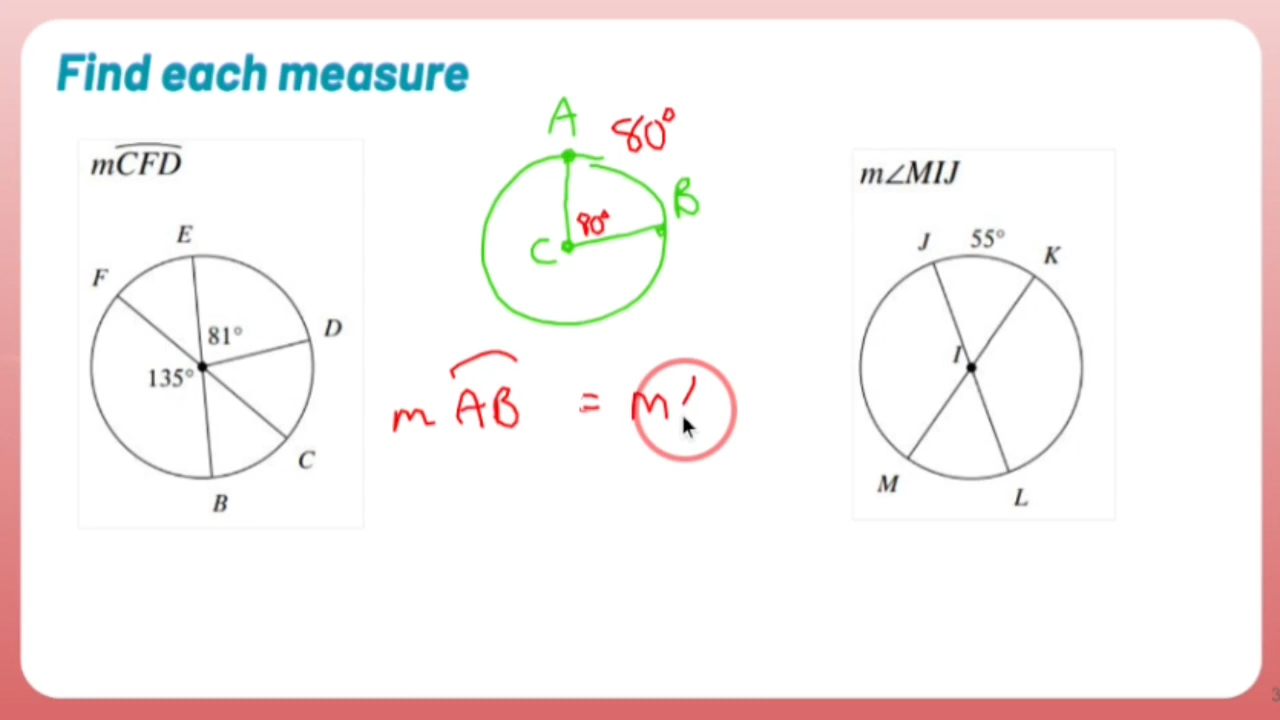 Find each measure
mCFD
E
F
81°
D
135°
C
B
A
80°
B
80°
C
m AB = m
m∠MIJ
J
55°
K
I
M
L